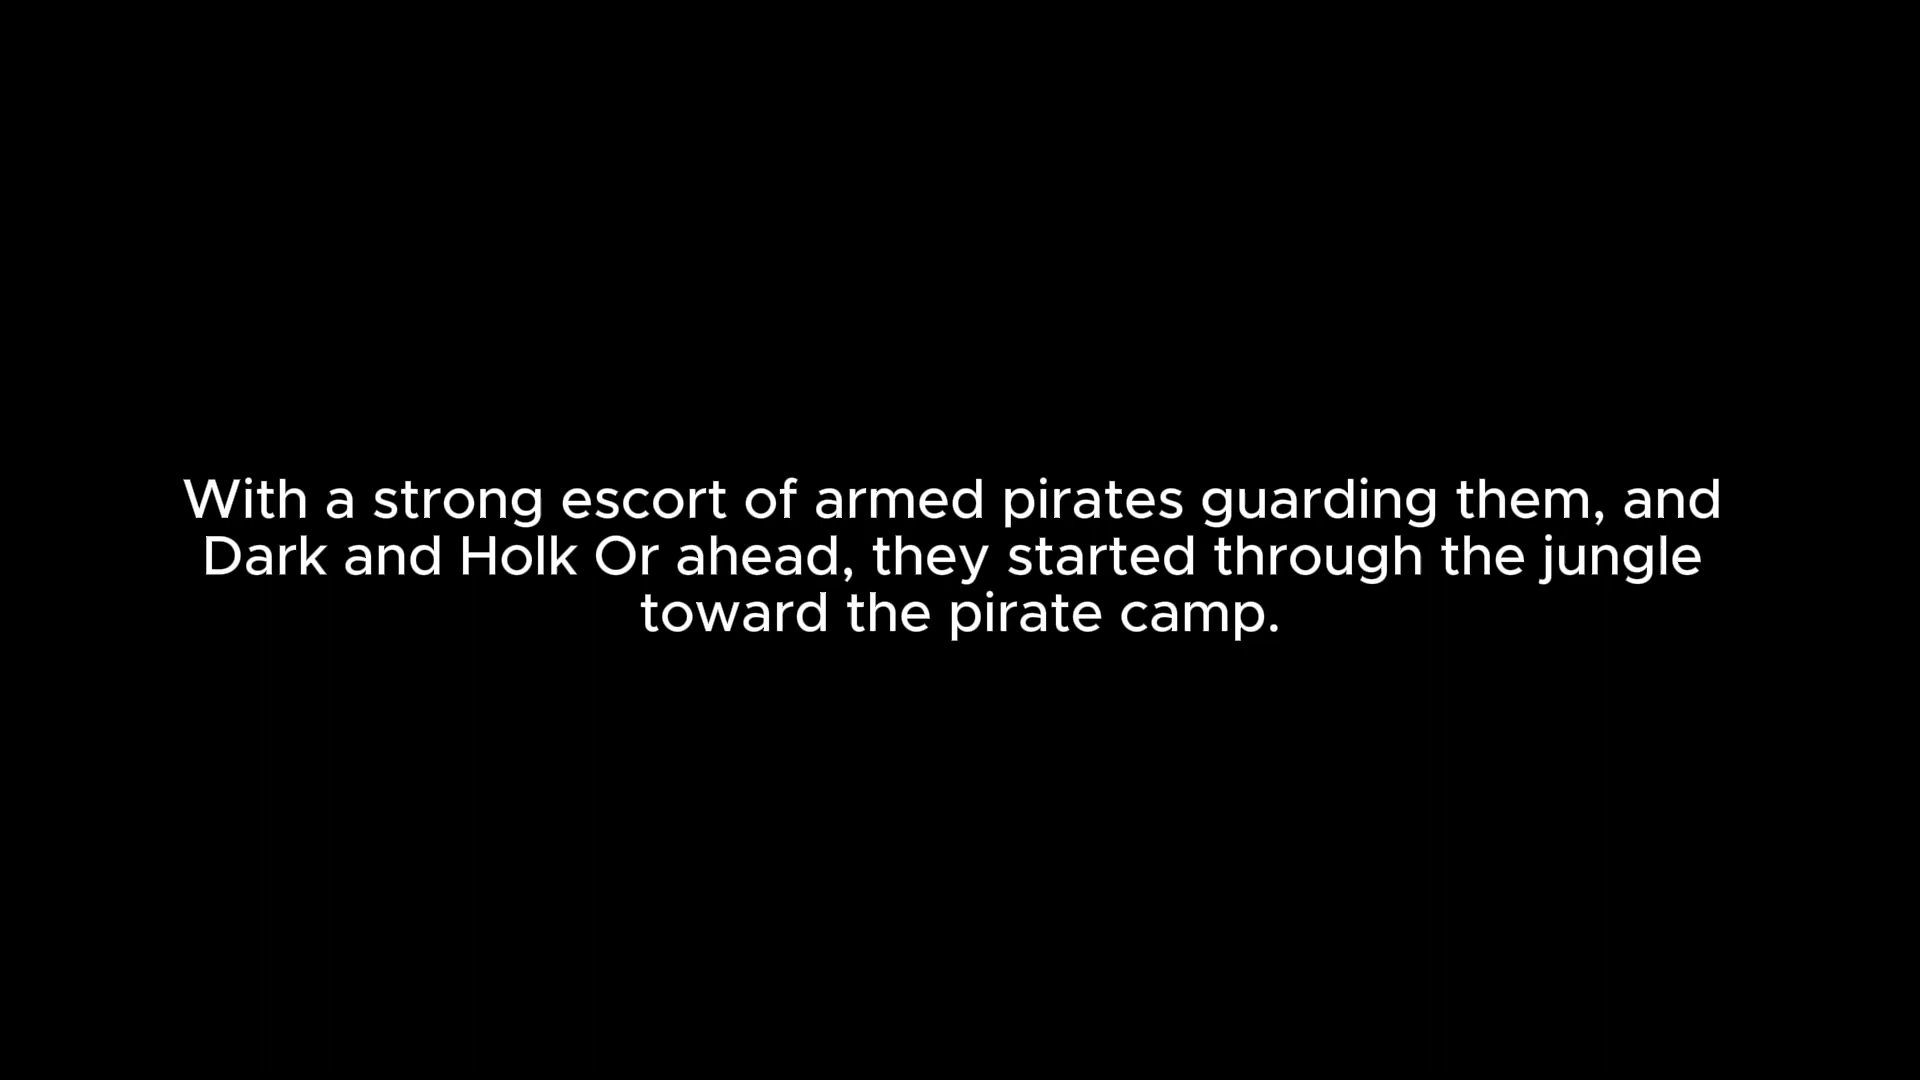 With a strong escort of armed pirates guarding them, and
Dark and Holk Or ahead, they started through the jungle
toward the pirate camp.